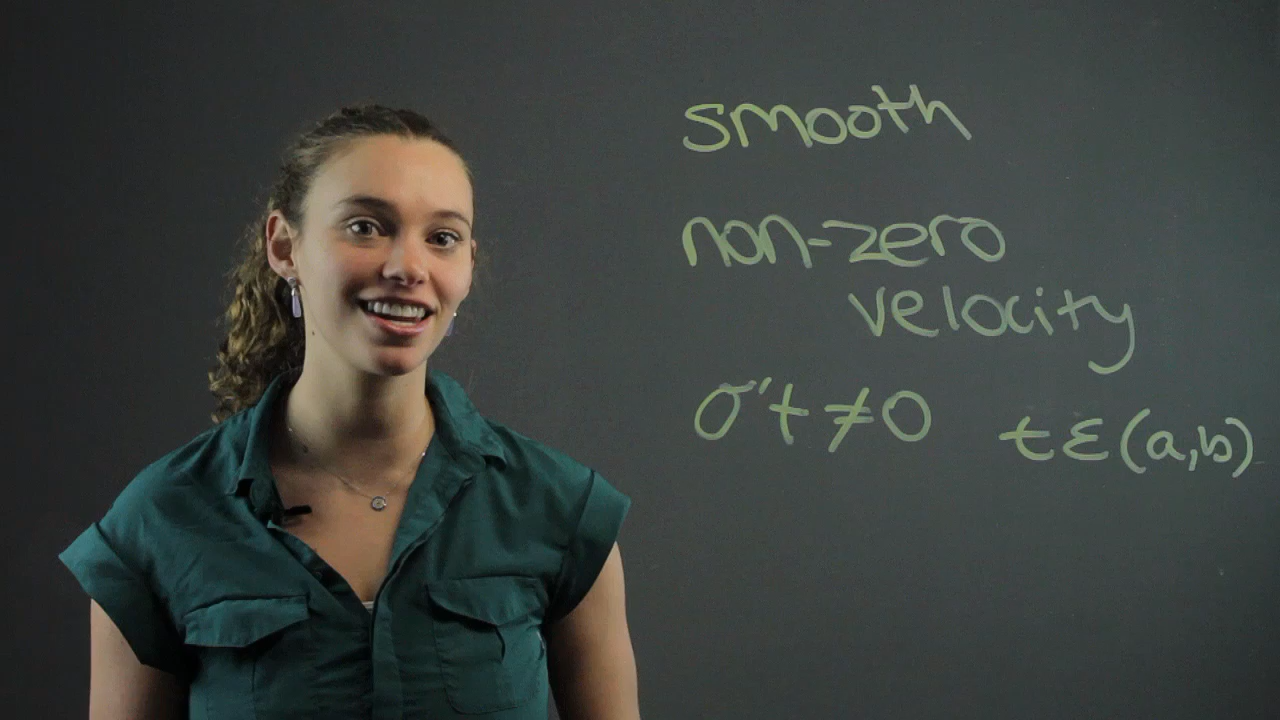 smooth
non-zero
velocity
σ't ≠ 0 t ε (a,b)